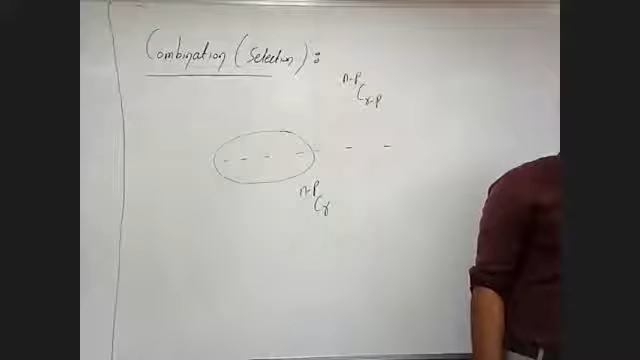 Combination (Selection) :
n-p
C
r-p
n-p
C
r